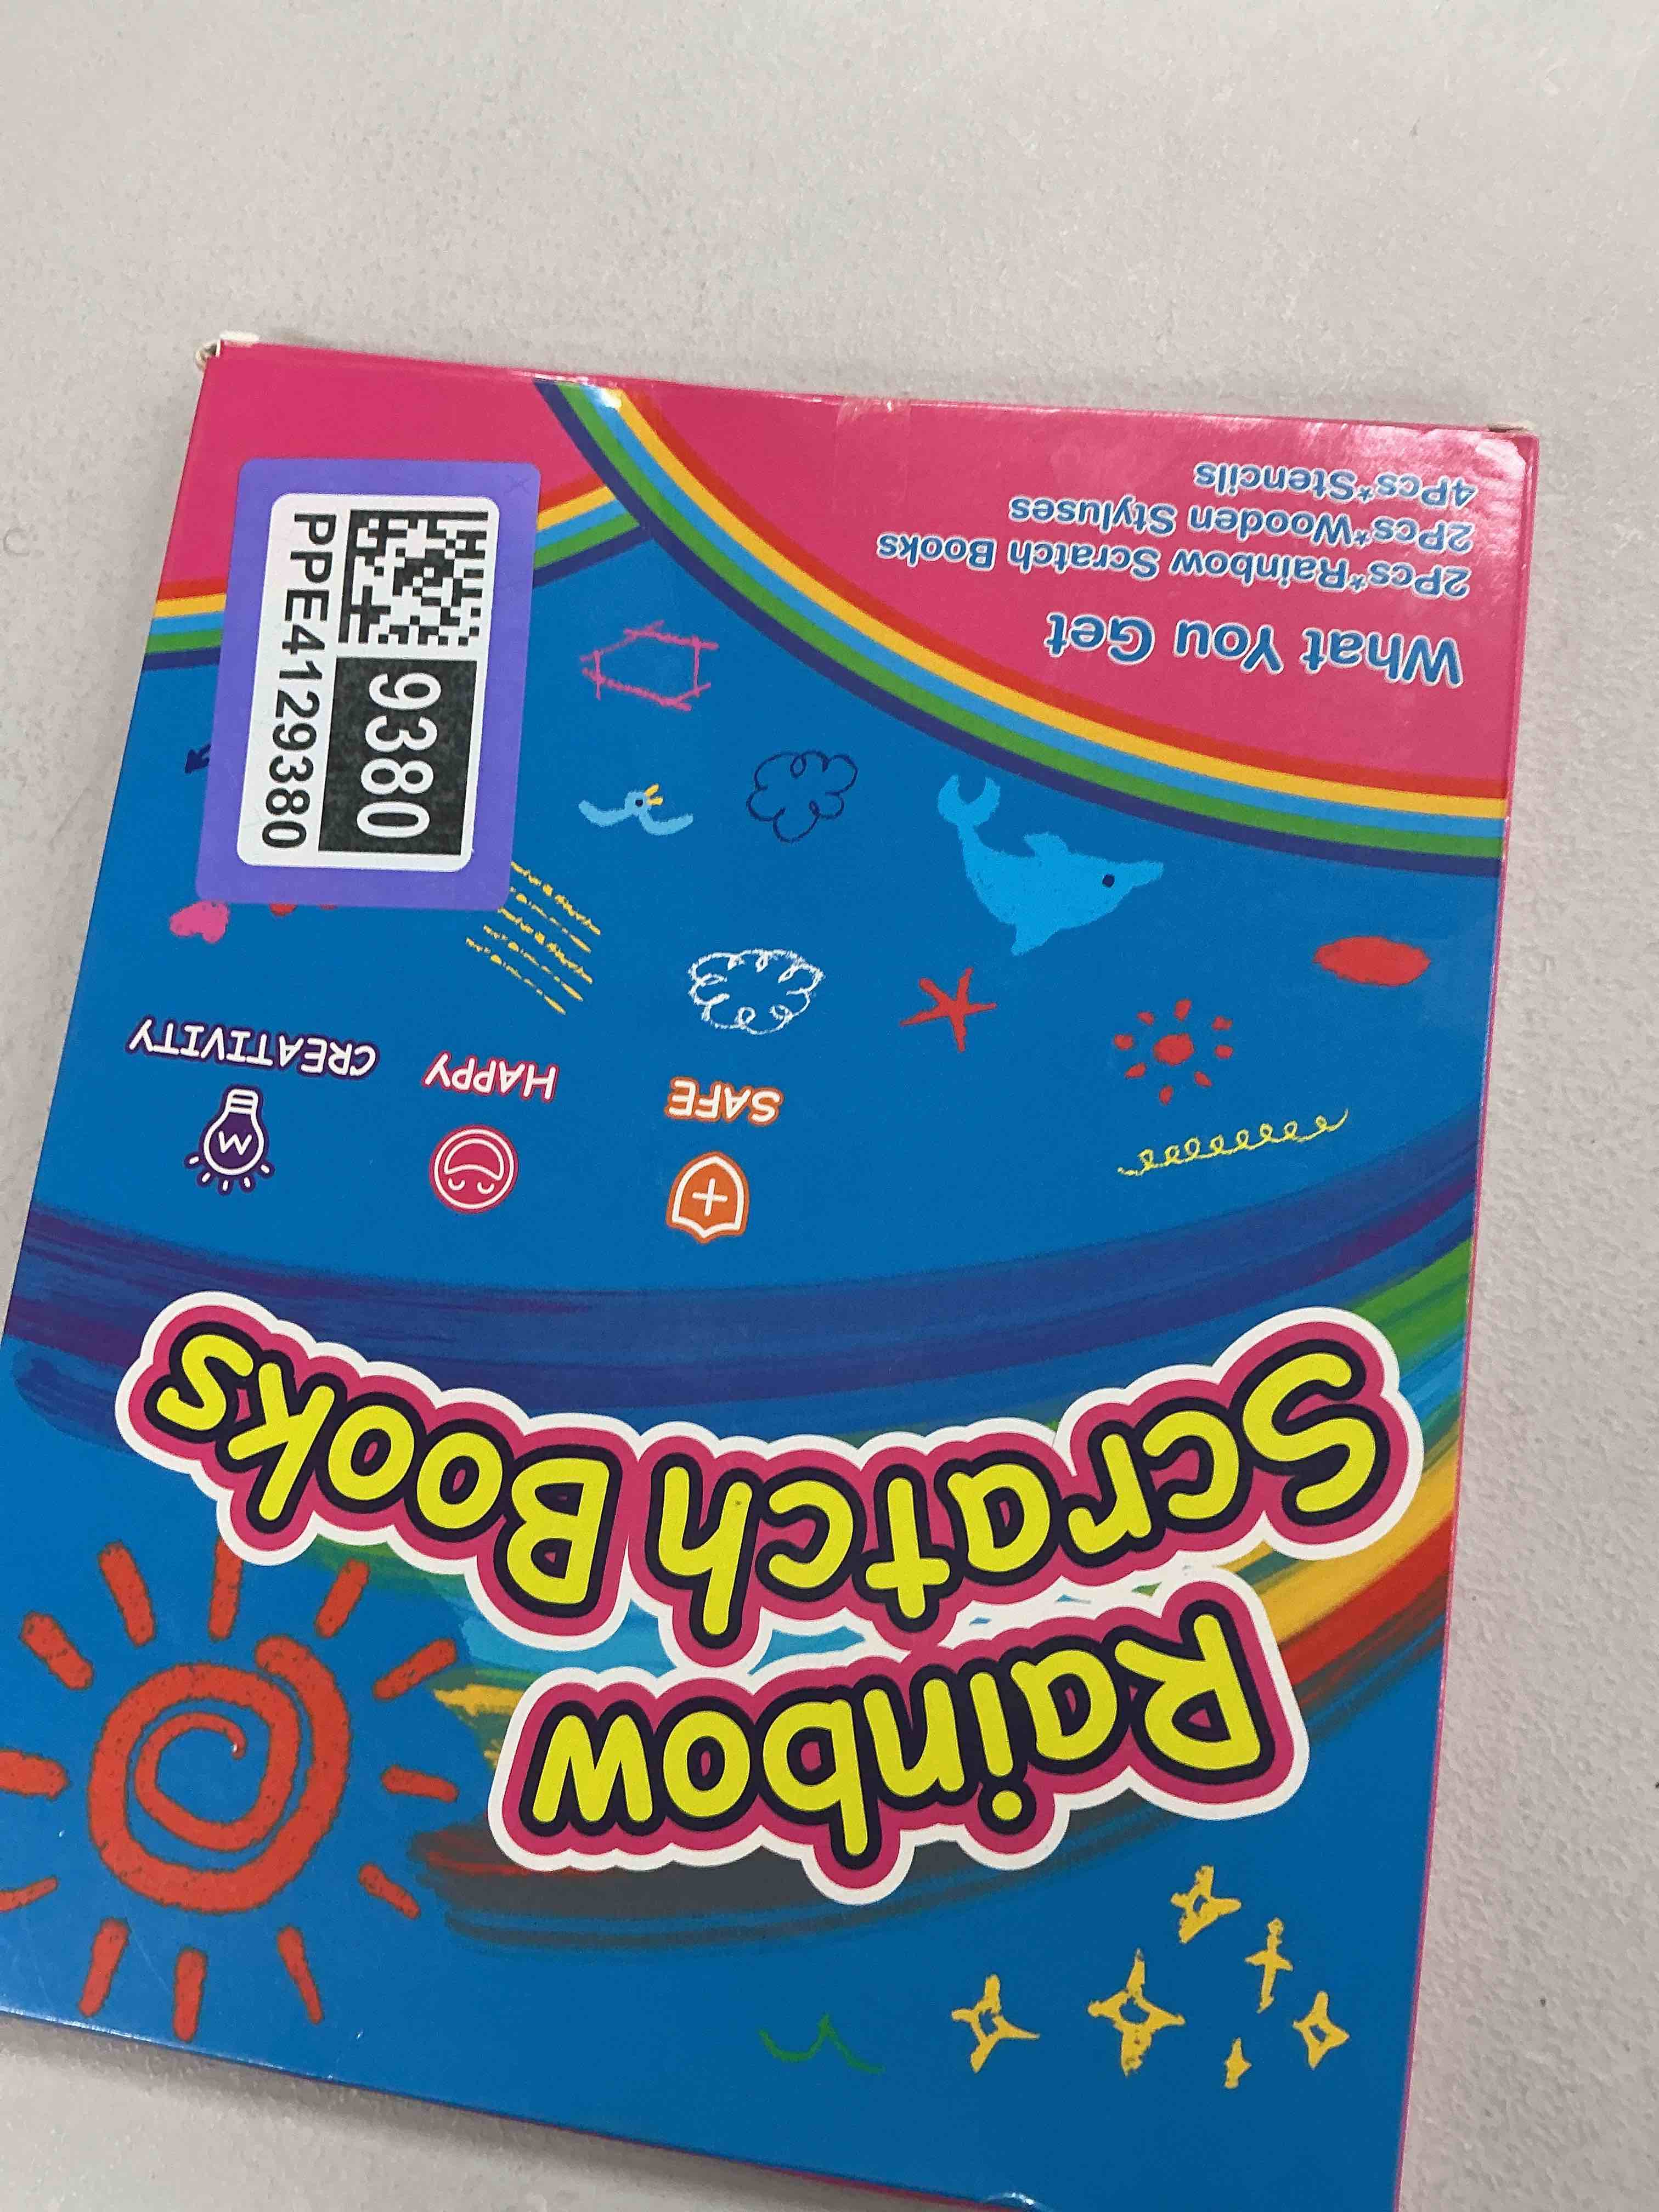 Rainbow
Scratch Books
SAFE
HAPPY
CREATIVITY
What You Get
2Pcs*Rainbow Scratch Books
2Pcs*Wooden Styluses
4Pcs*Stencils
9380
PPE4129380